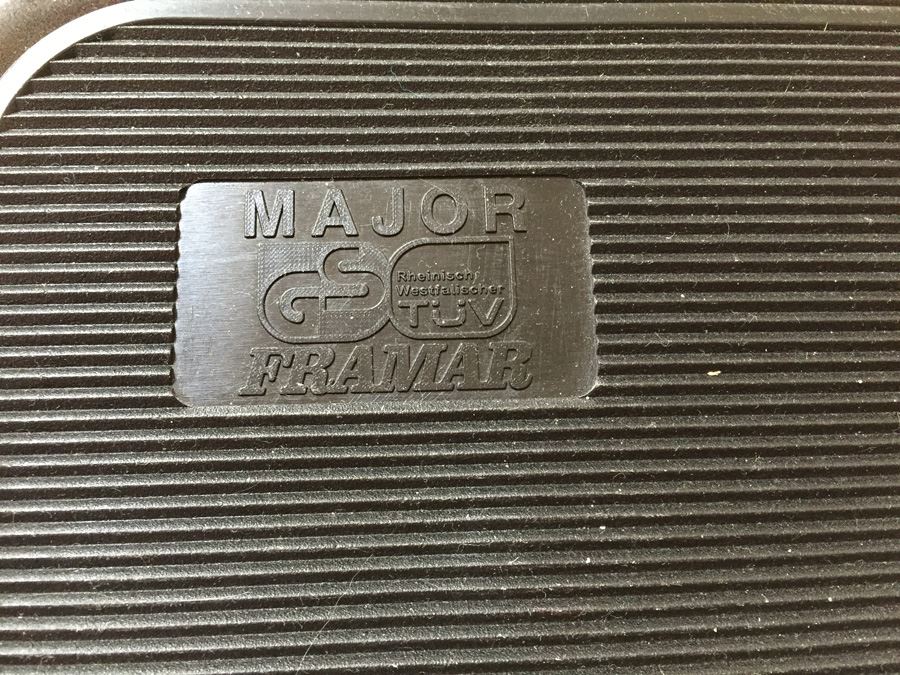 MAJOR
GS
Rheinisch
Westfälischer
TÜV
FRAMAR